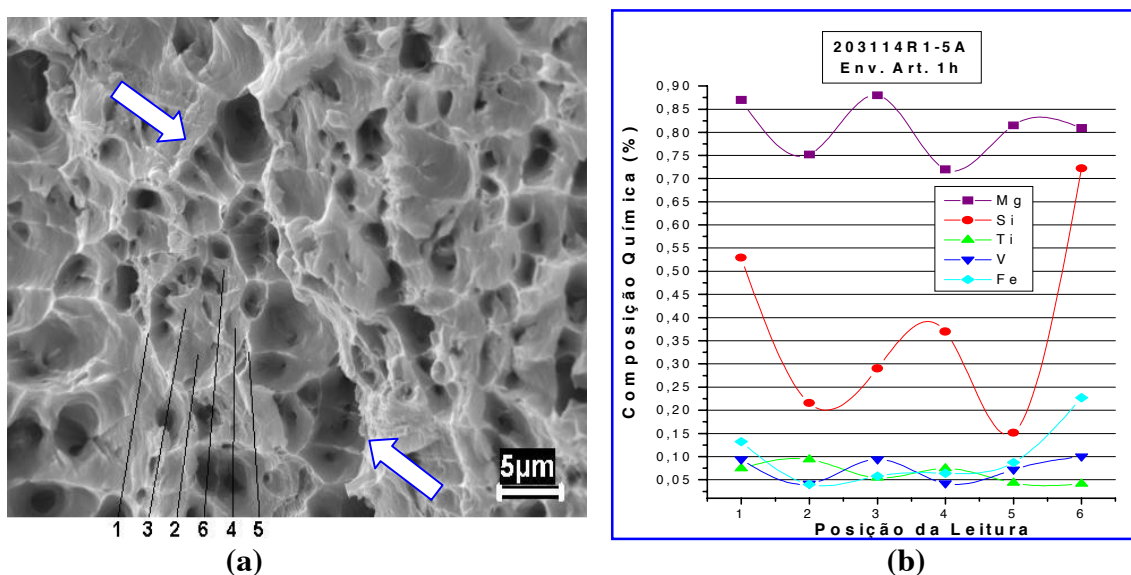 5µm
1 3 2 6 4 5
(a)
203114R1-5A
Env. Art. 1h
Composição Química (%)
0,90
0,85
0,80
0,75
0,70
0,65
0,60
0,55
0,50
0,45
0,40
0,35
0,30
0,25
0,20
0,15
0,10
0,05
Mg
Si
Ti
V
Fe
1 2 3 4 5 6
Posição da Leitura
(b)